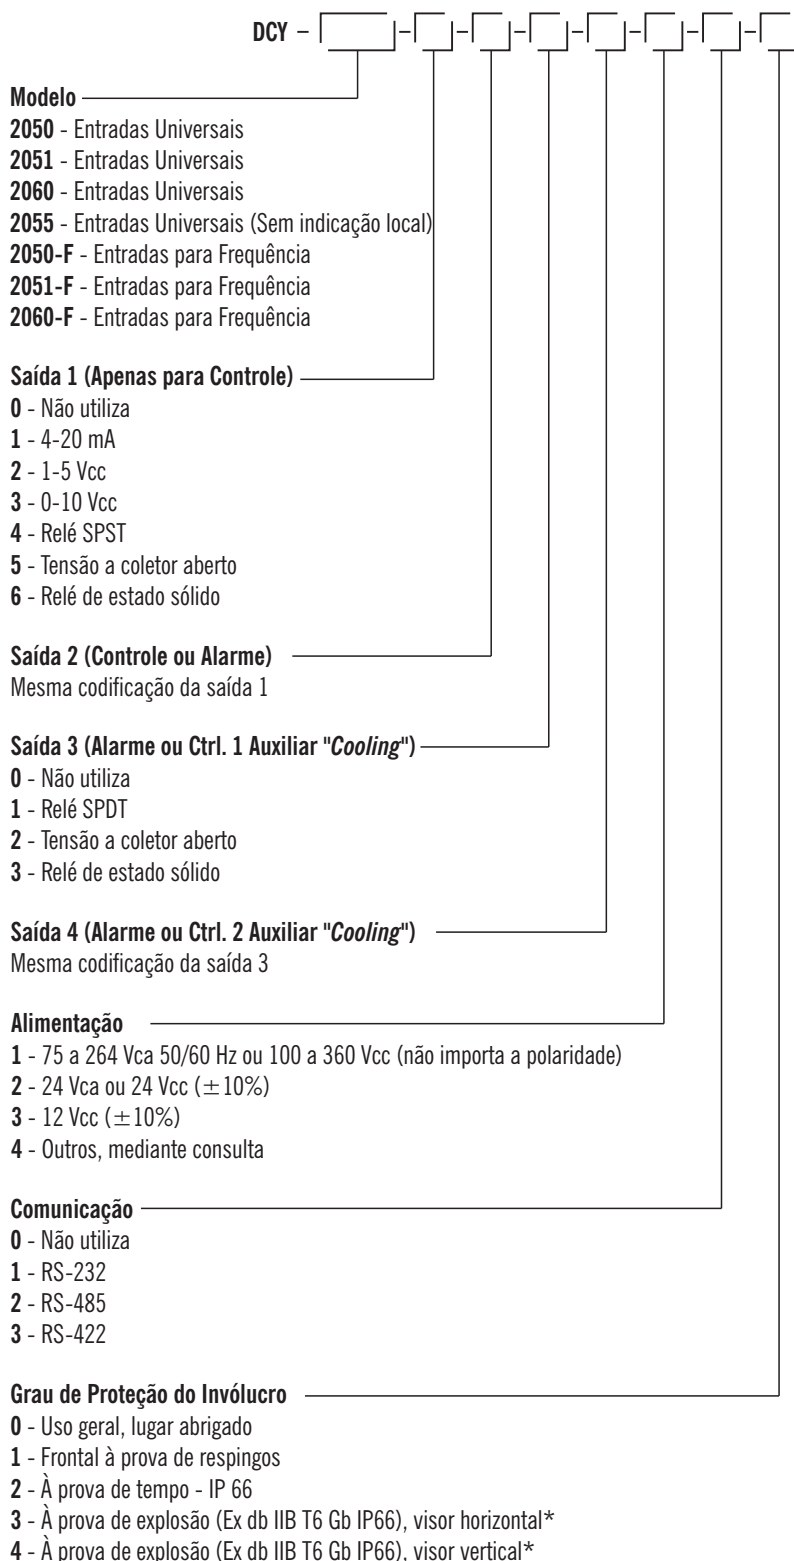 DCY - - - - - - - -
Modelo
2050 - Entradas Universais
2051 - Entradas Universais
2060 - Entradas Universais
2055 - Entradas Universais (Sem indicação local)
2050-F - Entradas para Frequência
2051-F - Entradas para Frequência
2060-F - Entradas para Frequência
Saída 1 (Apenas para Controle)
0 - Não utiliza
1 - 4-20 mA
2 - 1-5 Vcc
3 - 0-10 Vcc
4 - Relé SPST
5 - Tensão a coletor aberto
6 - Relé de estado sólido
Saída 2 (Controle ou Alarme)
Mesma codificação da saída 1
Saída 3 (Alarme ou Ctrl. 1 Auxiliar "Cooling")
0 - Não utiliza
1 - Relé SPDT
2 - Tensão a coletor aberto
3 - Relé de estado sólido
Saída 4 (Alarme ou Ctrl. 2 Auxiliar "Cooling")
Mesma codificação da saída 3
Alimentação
1 - 75 a 264 Vca 50/60 Hz ou 100 a 360 Vcc (não importa a polaridade)
2 - 24 Vca ou 24 Vcc (±10%)
3 - 12 Vcc (±10%)
4 - Outros, mediante consulta
Comunicação
0 - Não utiliza
1 - RS-232
2 - RS-485
3 - RS-422
Grau de Proteção do Invólucro
0 - Uso geral, lugar abrigado
1 - Frontal à prova de respingos
2 - À prova de tempo - IP 66
3 - À prova de explosão (Ex db IIB T6 Gb IP66), visor horizontal*
4 - À prova de explosão (Ex db IIB T6 Gb IP66), visor vertical*